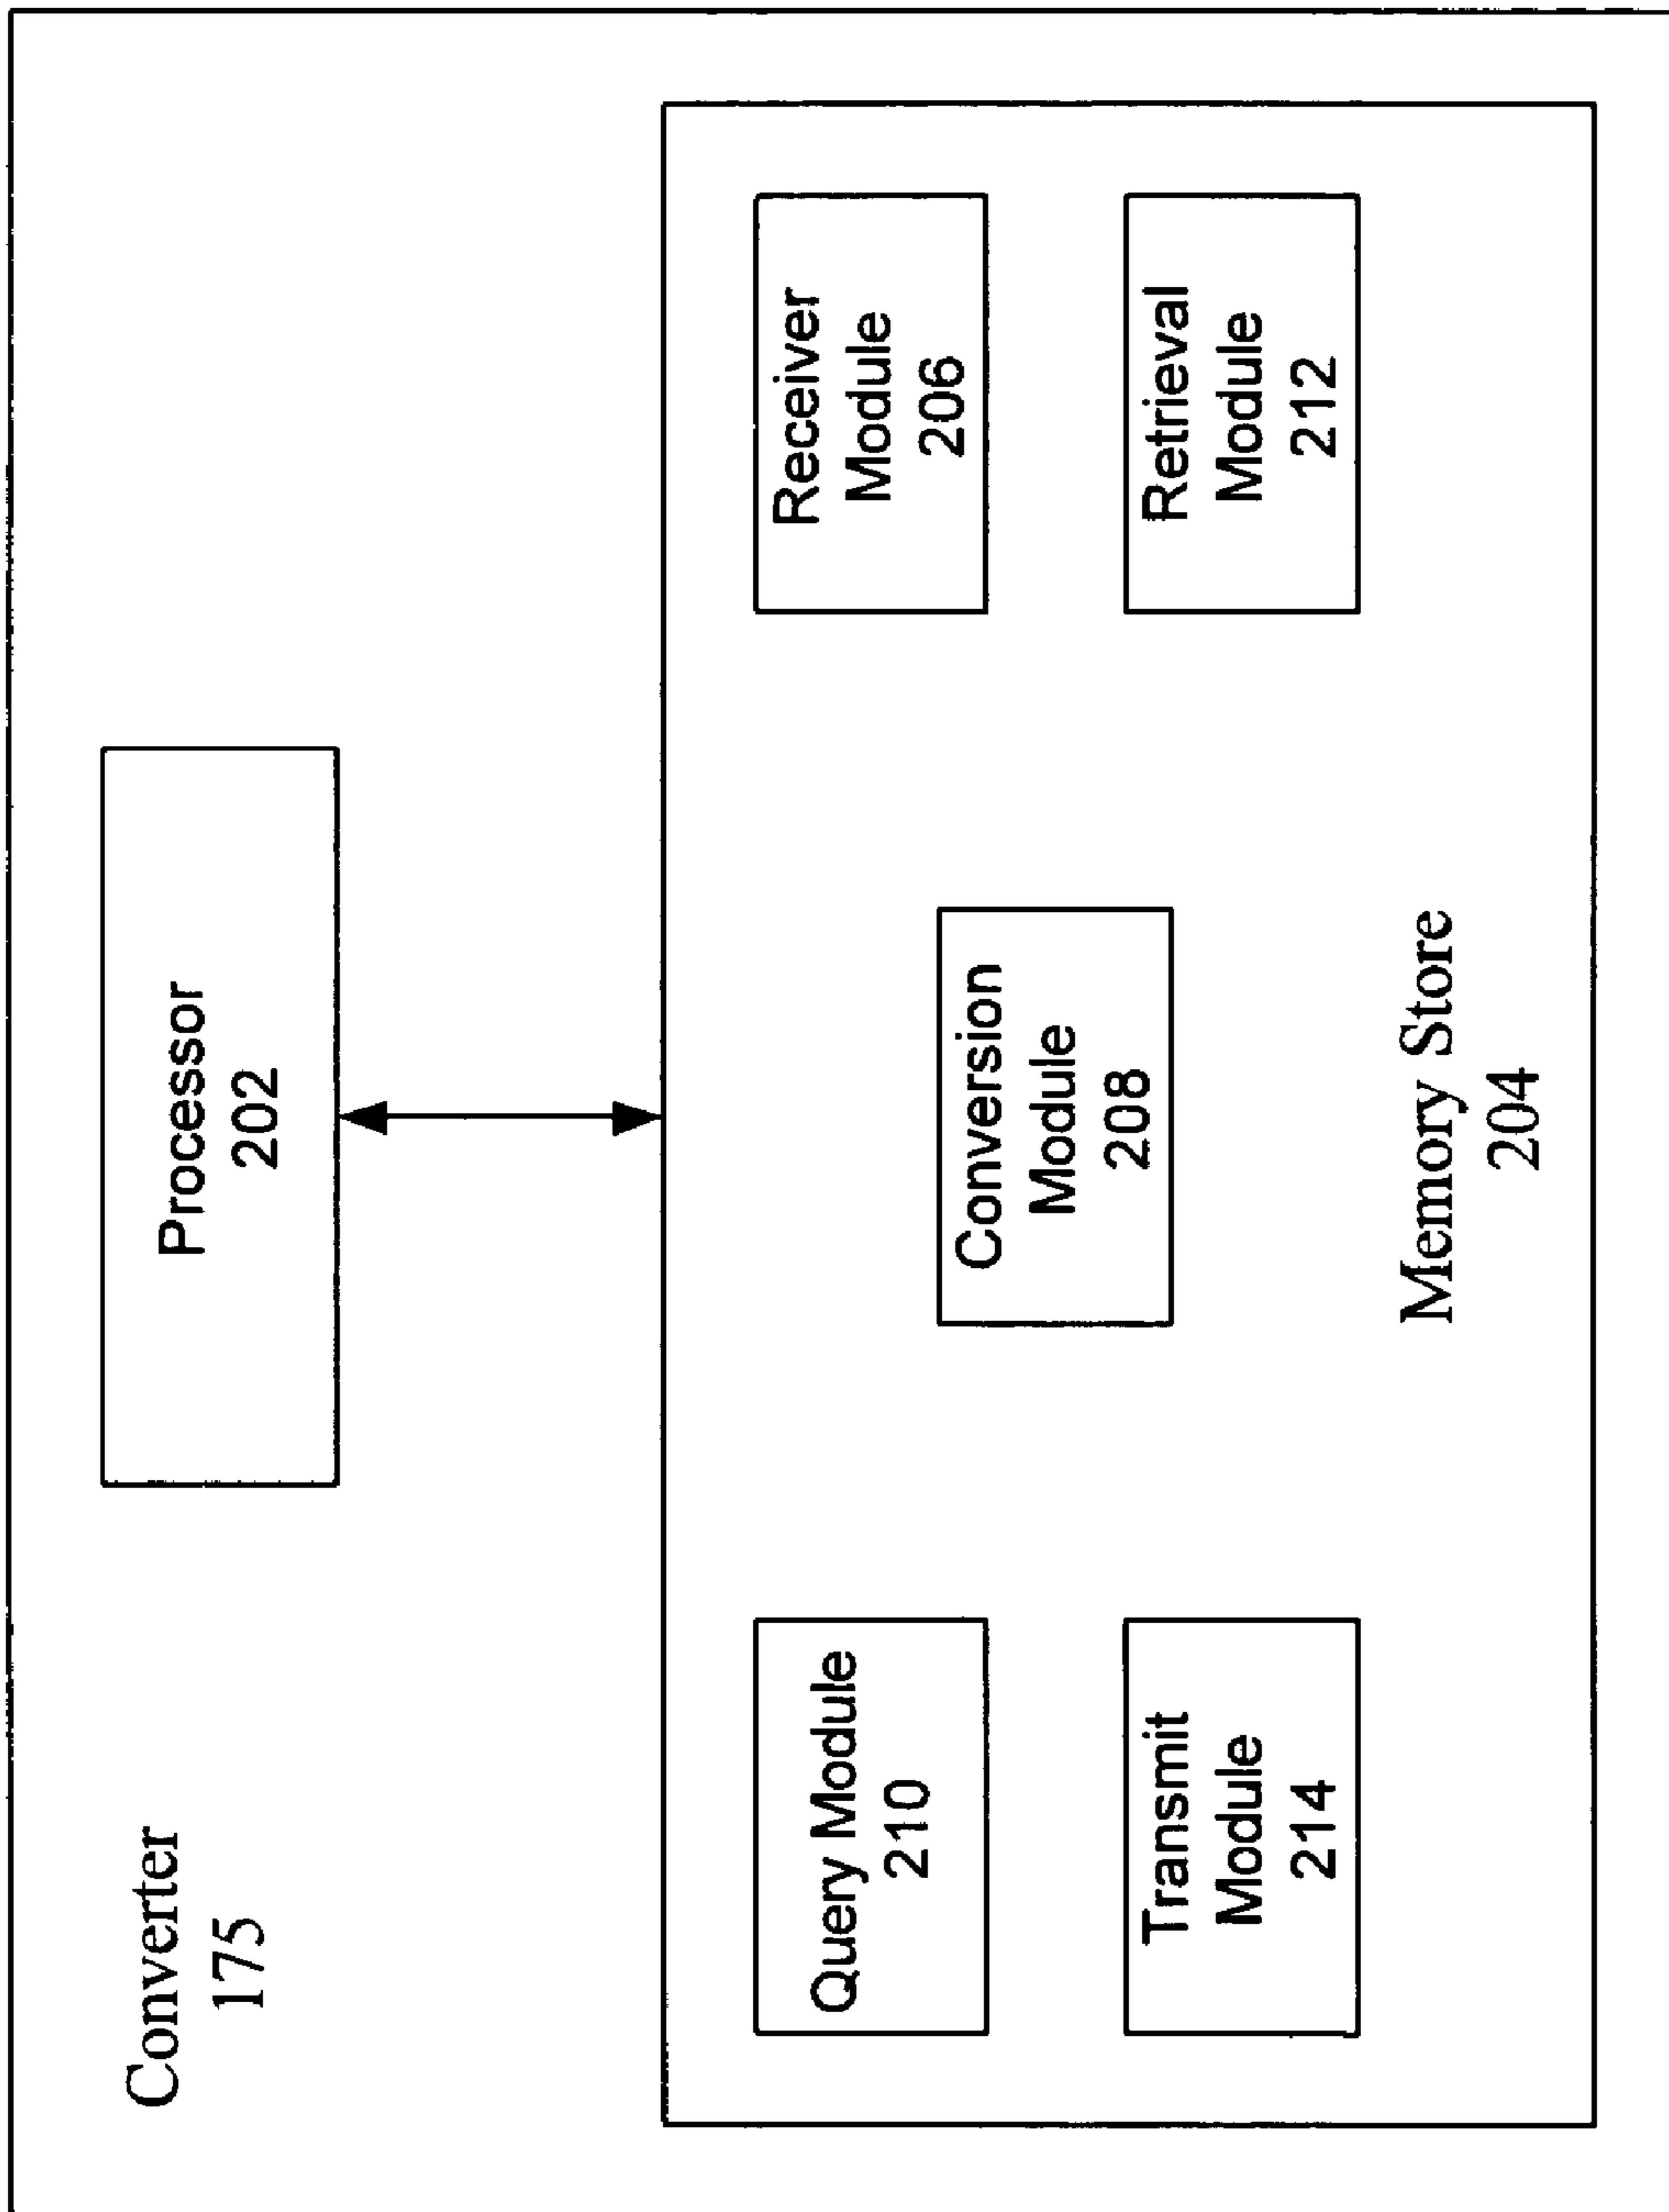 Converter
175
Processor
202
Query Module
210
Receiver
Module
206
Conversion
Module
208
Transmit
Module
214
Retrieval
Module
212
Memory Store
204